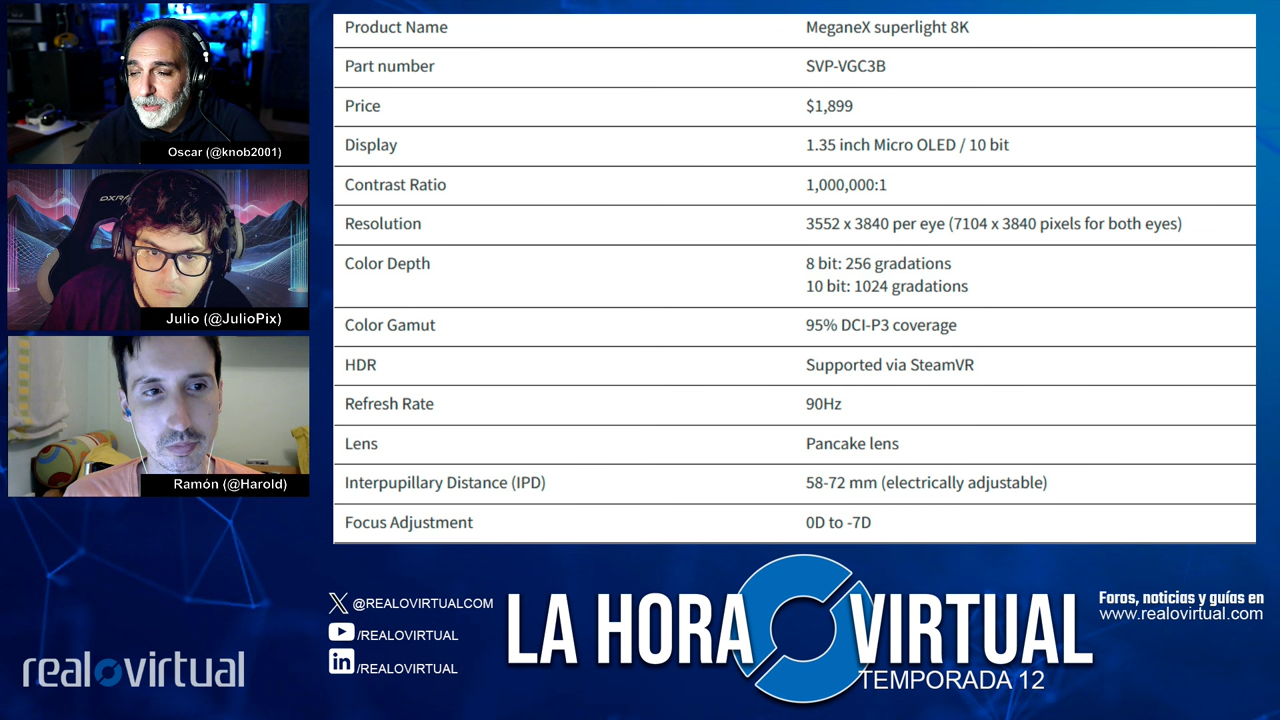 Oscar (@knob2001)
DXRA
Julio (@JulioPix)
Ramón (@Harold)
Product Name MeganeX superlight 8K
Part number SVP-VGC3B
Price $1,899
Display 1.35 inch Micro OLED / 10 bit
Contrast Ratio 1,000,000:1
Resolution 3552 x 3840 per eye (7104 x 3840 pixels for both eyes)
Color Depth 8 bit: 256 gradations
10 bit: 1024 gradations
Color Gamut 95% DCI-P3 coverage
HDR Supported via SteamVR
Refresh Rate 90Hz
Lens Pancake lens
Interpupillary Distance (IPD) 58-72 mm (electrically adjustable)
Focus Adjustment 0D to -7D
@REALOVIRTUALCOM
/REALOVIRTUAL
/REALOVIRTUAL
LA HORA VIRTUAL
TEMPORADA 12
Foros, noticias y guías en
www.realovirtual.com
realovirtual